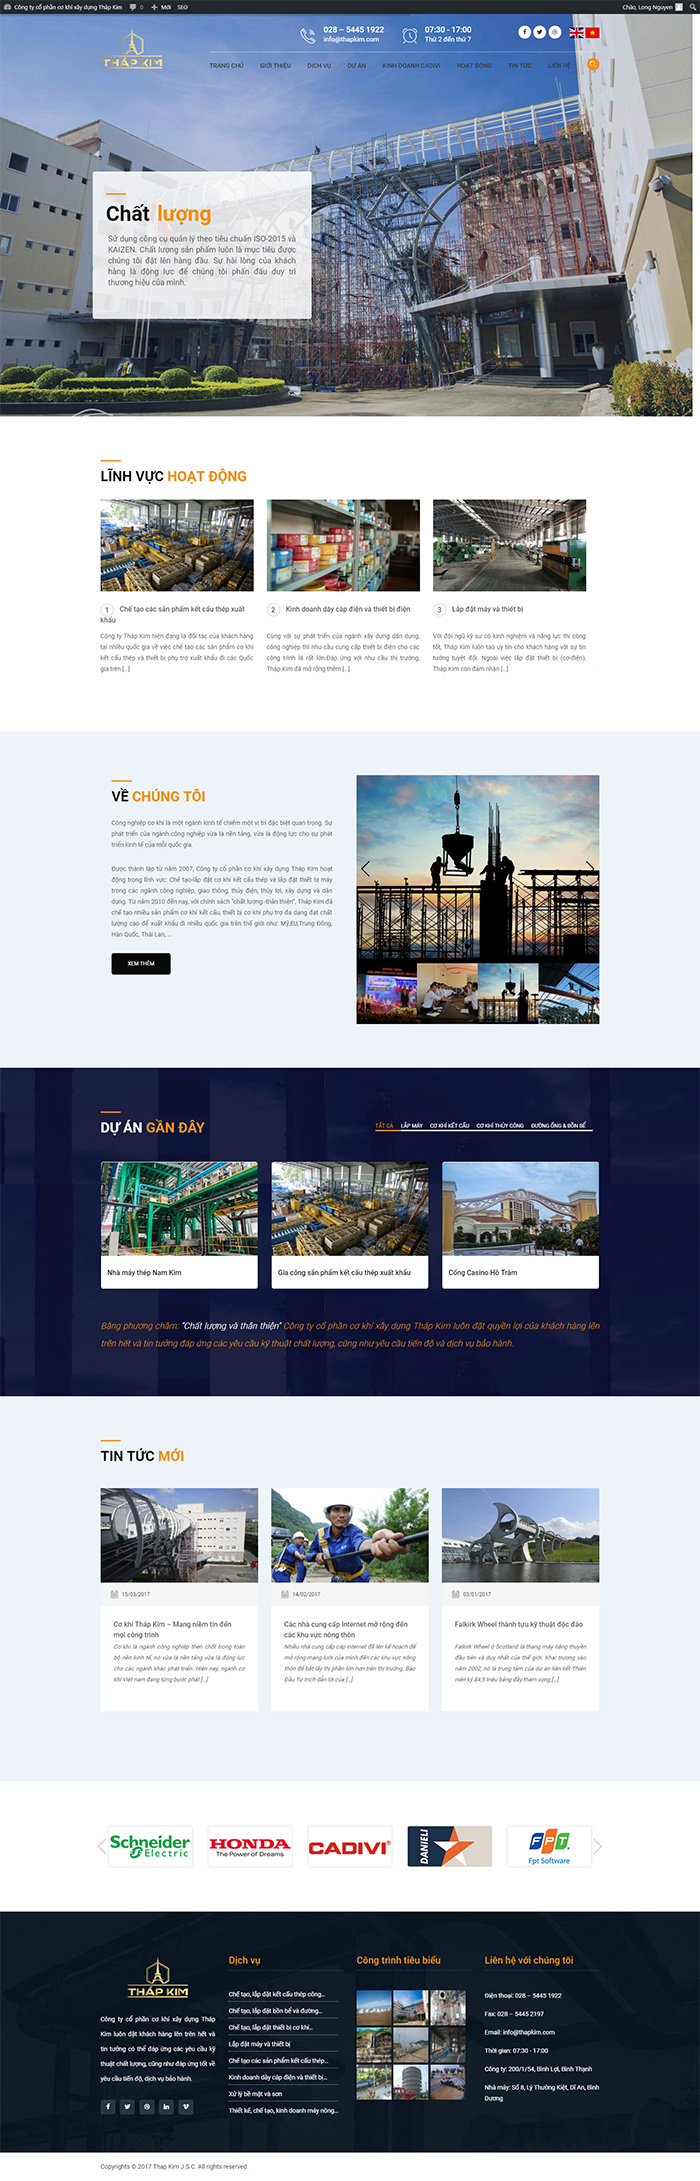 Công ty cổ phần cơ khí xây dựng Tháp Kim 0 Mới SEO Chào, Long Nguyen
THÁP KIM
028 – 5445 1922
info@thapkim.com
07:30 - 17:00
Thứ 2 đến thứ 7
TRANG CHỦ GIỚI THIỆU DỊCH VỤ DỰ ÁN KINH DOANH CADIVI HOẠT ĐỘNG TIN TỨC LIÊN HỆ
Chất lượng
Sử dụng công cụ quản lý theo tiêu chuẩn ISO-2015 và
KAIZEN. Chất lượng sản phẩm luôn là mục tiêu được
chúng tôi đặt lên hàng đầu. Sự hài lòng của khách
hàng là động lực để chúng tôi phấn đấu duy trì
thương hiệu của mình.
LĨNH VỰC HOẠT ĐỘNG
1 Chế tạo các sản phẩm kết cấu thép xuất
khẩu
Công ty Tháp Kim hiện đang là đối tác của khách hàng
tại nhiều quốc gia về việc chế tạo các sản phẩm cơ khí
kết cấu thép và thiết bị phụ trợ xuất khẩu đi các Quốc
gia trên [...]
2 Kinh doanh dây cáp điện và thiết bị điện
Cùng với sự phát triển của ngành xây dựng dân dụng,
công nghiệp thì nhu cầu cung cấp thiết bị điện cho các
công trình là rất lớn.Đáp ứng với nhu cầu thị trường,
Tháp Kim đã mở rộng thêm [...]
3 Lắp đặt máy và thiết bị
Với đội ngũ kỹ sư có kinh nghiệm và năng lực thi công
tốt, Tháp Kim luôn tạo uy tín cho khách hàng với sự tin
tưởng tuyệt đối. Ngoài việc lắp đặt thiết bị (cơ-điện),
Tháp Kim còn đảm nhận [...]
VỀ CHÚNG TÔI
Công nghiệp cơ khí là một ngành kinh tế chiếm một vị trí đặc biệt quan trọng. Sự
phát triển của ngành công nghiệp vừa là nền tảng, vừa là động lực cho sự phát
triển kinh tế của mỗi quốc gia.
Được thành lập từ năm 2007, Công ty cổ phần cơ khí xây dựng Tháp Kim hoạt
động trong lĩnh vực: Chế tạo-lắp đặt cơ khí kết cấu thép và lắp đặt thiết bị máy
trong các ngành công nghiệp, giao thông, thủy điện, thủy lợi, xây dựng và dân
dụng. Từ năm 2010 đến nay, với chính sách "chất lượng -thân thiện", Tháp Kim đã
chế tạo nhiều sản phẩm cơ khí kết cấu, thiết bị cơ khí phụ trợ đa dạng đạt chất
lượng cao để xuất khẩu đi nhiều quốc gia trên thế giới như: Mỹ,EU,Trung Đông,
Hàn Quốc, Thái Lan, ...
XEM THÊM
DỰ ÁN GẦN ĐÂY
TẤT CẢ LẮP MÁY CƠ KHÍ KẾT CẤU CƠ KHÍ THỦY CÔNG ĐƯỜNG ỐNG & BỒN BỂ
Nhà máy thép Nam Kim
Gia công sản phẩm kết cấu thép xuất khẩu
Cổng Casino Hồ Tràm
Bằng phương châm: "Chất lượng và thân thiện" Công ty cổ phần cơ khí xây dựng Tháp Kim luôn đặt quyền lợi của khách hàng lên
trên hết và tin tưởng đáp ứng các yêu cầu kỹ thuật chất lượng, cũng như yêu cầu tiến độ và dịch vụ bảo hành.
TIN TỨC MỚI
15/03/2017
Cơ khí Tháp Kim – Mang niềm tin đến
mọi công trình
Cơ khí là ngành công nghiệp then chốt trong toàn
bộ nền kinh tế, nó vừa là nền tảng vừa là động lực
cho các ngành khác phát triển. Hiện nay, ngành cơ
khí Việt nam đang từng bước phát [...]
14/02/2017
Các nhà cung cấp Internet mở rộng đến
các khu vực nông thôn
Nhiều nhà cung cấp cáp internet đã lên kế hoạch để
mở rộng mạng lưới của mình đến các khu vực nông
thôn để bắt lấy thị phần lớn hơn trên thị trường. Báo
Đầu Tư trích dẫn lời của [...]
03/01/2017
Falkirk Wheel thành tựu kỹ thuật độc đáo
Falkirk Wheel ở Scotland là thang máy nâng thuyền
đầu tiên và duy nhất của thế giới. Khai trương vào
năm 2002, nó là trung tâm của dự án liên kết Thiên
niên kỷ 84,5 triệu bảng đầy tham vọng [...]
Schneider Electric
HONDA The Power of Dreams
CADIVI
DANIELI
FPT Fpt Software
THÁP KIM
Công ty cổ phần cơ khí xây dựng Tháp
Kim luôn đặt khách hàng lên trên hết và
tin tưởng có thể đáp ứng các yêu cầu kỹ
thuật chất lượng, cũng như đáp ứng tốt về
yêu cầu tiến độ, dịch vụ bảo hành.
Dịch vụ
Chế tạo, lắp đặt kết cấu thép công...
Chế tạo, lắp đặt bồn bể và đường...
Chế tạo, lắp đặt thiết bị cơ khí...
Lắp đặt máy và thiết bị
Chế tạo các sản phẩm kết cấu thép...
Kinh doanh dây cáp điện và thiết bị...
Xử lý bề mặt và sơn
Thiết kế, chế tạo, kinh doanh máy nông...
Công trình tiêu biểu
Liên hệ với chúng tôi
Điện thoại: 028 – 5445 1922
Fax: 028 – 5445 2197
Email: info@thapkim.com
Thời gian: 07:30 - 17:00
Công ty: 200/1/54, Bình Lợi, Bình Thạnh
Nhà máy: Số 8, Lý Thường Kiệt, Dĩ An, Bình
Dương
Copyrights © 2017 Thap Kim J.S.C. All rights reserved.